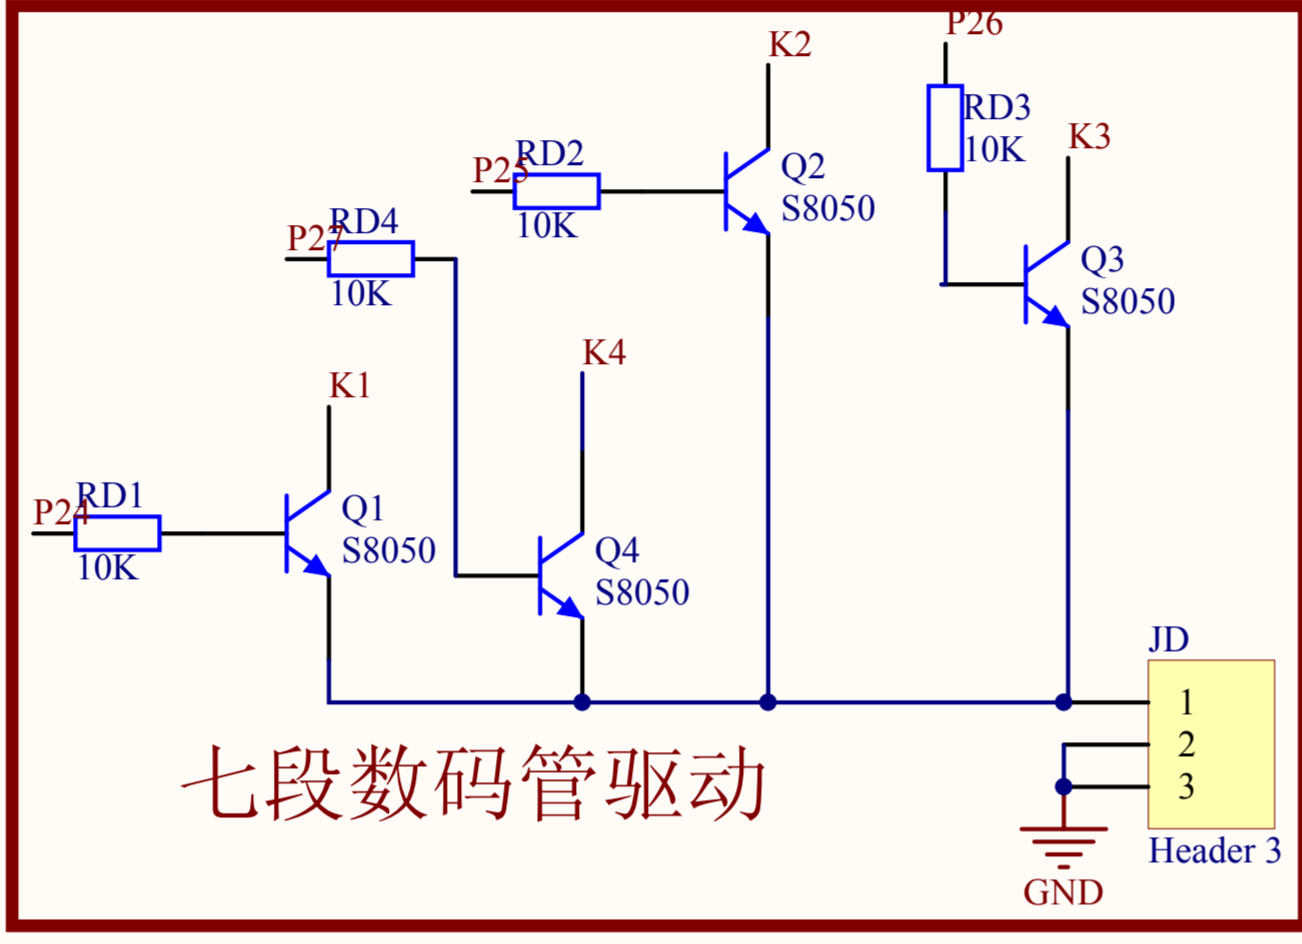 P26
K2
RD3
10K
K3
RD2
P25
10K
Q2
S8050
RD4
P27
10K
Q3
S8050
K4
K1
RD1
P24
10K
Q1
S8050
Q4
S8050
JD
1
2
3
七段数码管驱动
Header 3
GND